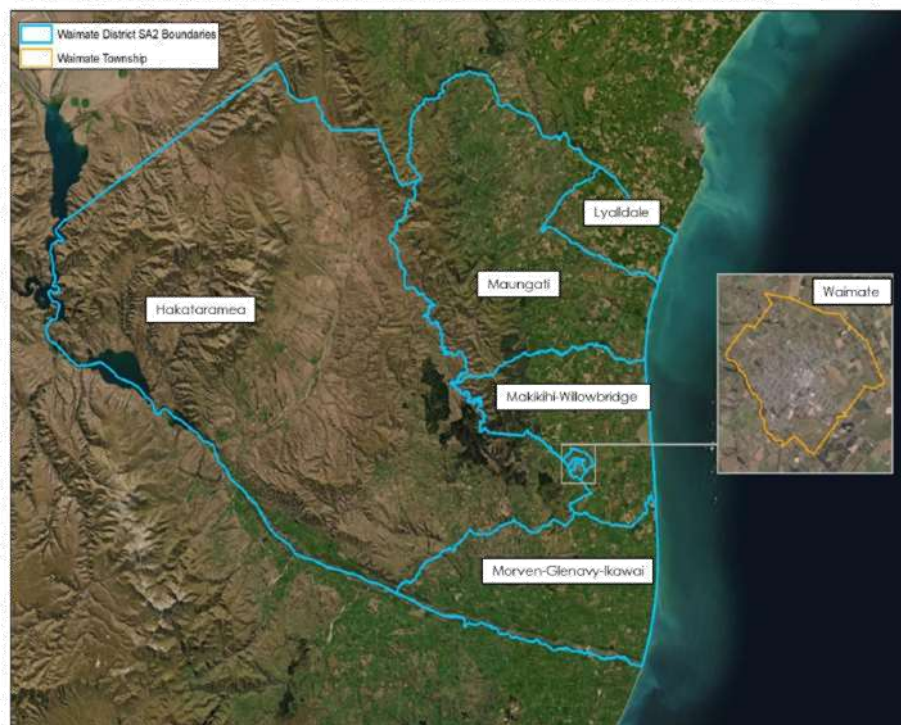 Waimate District SA2 Boundaries
Waimate Township
Lyalldale
Maungati
Waimate
Hakataramea
Makikihi-Willowbridge
Morven-Glenavy-Ikawai